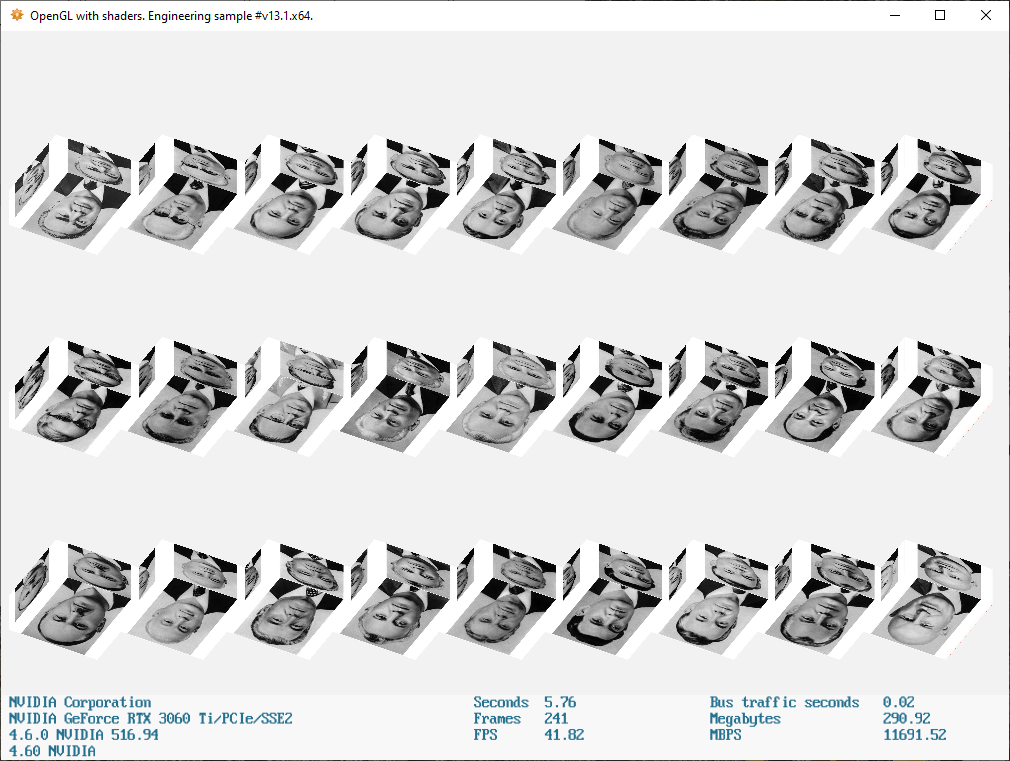 OpenGL with shaders. Engineering sample #v13.1.x64.
NVIDIA Corporation Seconds 5.76 Bus traffic seconds 0.02
NVIDIA GeForce RTX 3060 Ti/PCIe/SSE2 Frames 241 Megabytes 290.92
4.6.0 NVIDIA 516.94 FPS 41.82 MBPS 11691.52
4.60 NVIDIA